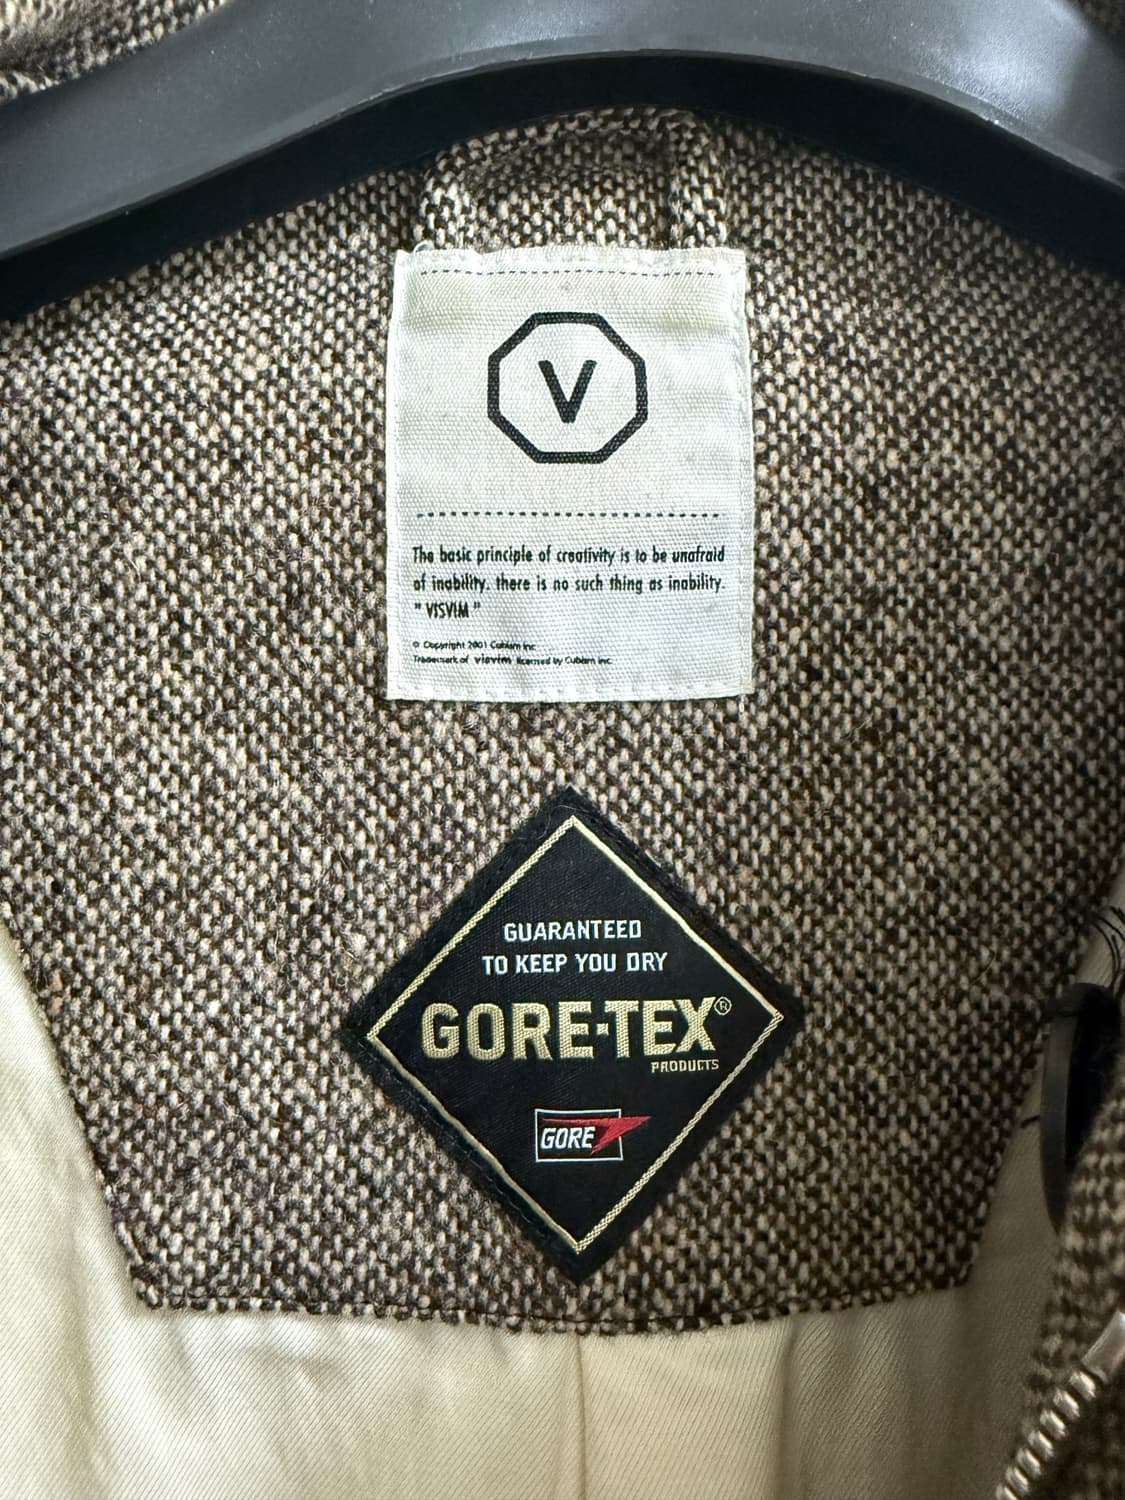 V
The basic principle of creativity is to be unafraid
of inability. there is no such thing as inability.
" VISVIM "
© Copyright 2001 Cubism Inc.
Trademark of visvim licensed by Cubism Inc.
GUARANTEED
TO KEEP YOU DRY
GORE-TEX®
PRODUCTS
GORE